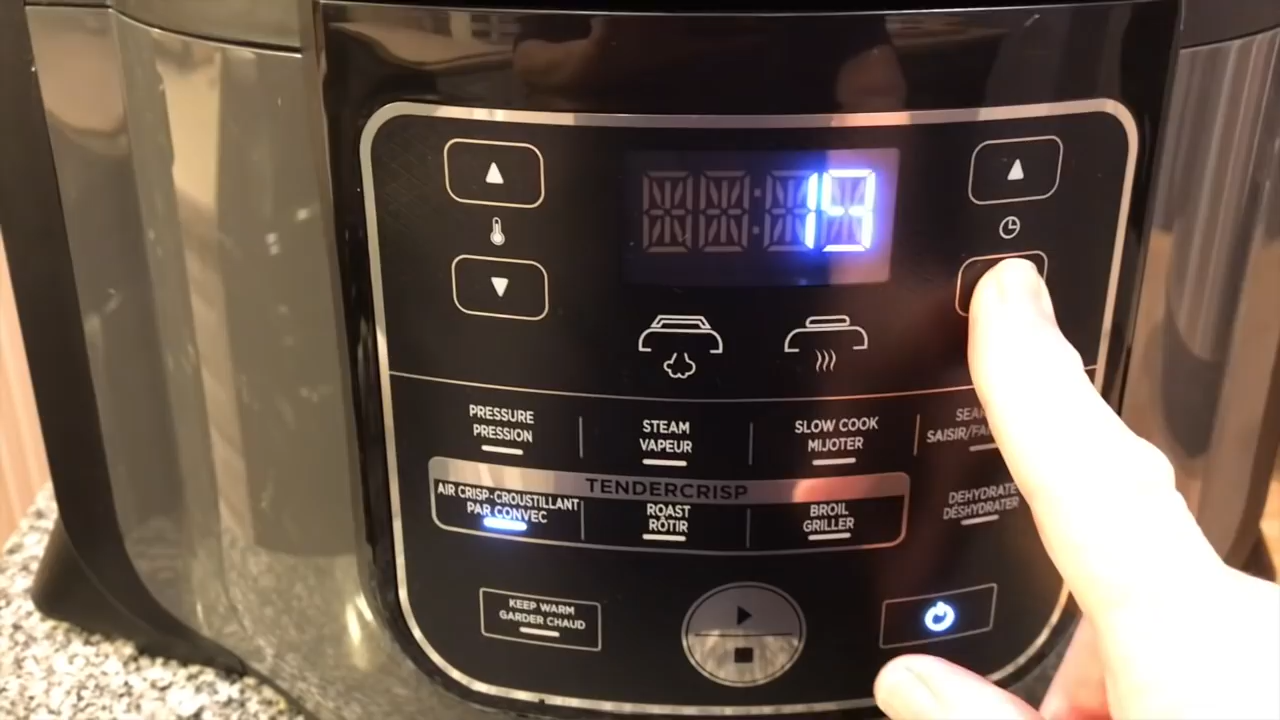 19
PRESSURE
PRESSION
STEAM
VAPEUR
SLOW COOK
MIJOTER
TENDERCRISP
AIR CRISP-CROUSTILLANT
PAR CONVEC
ROAST
RÔTIR
BROIL
GRILLER
DEHYDRATE
DÉSHYDRATER
KEEP WARM
GARDER CHAUD